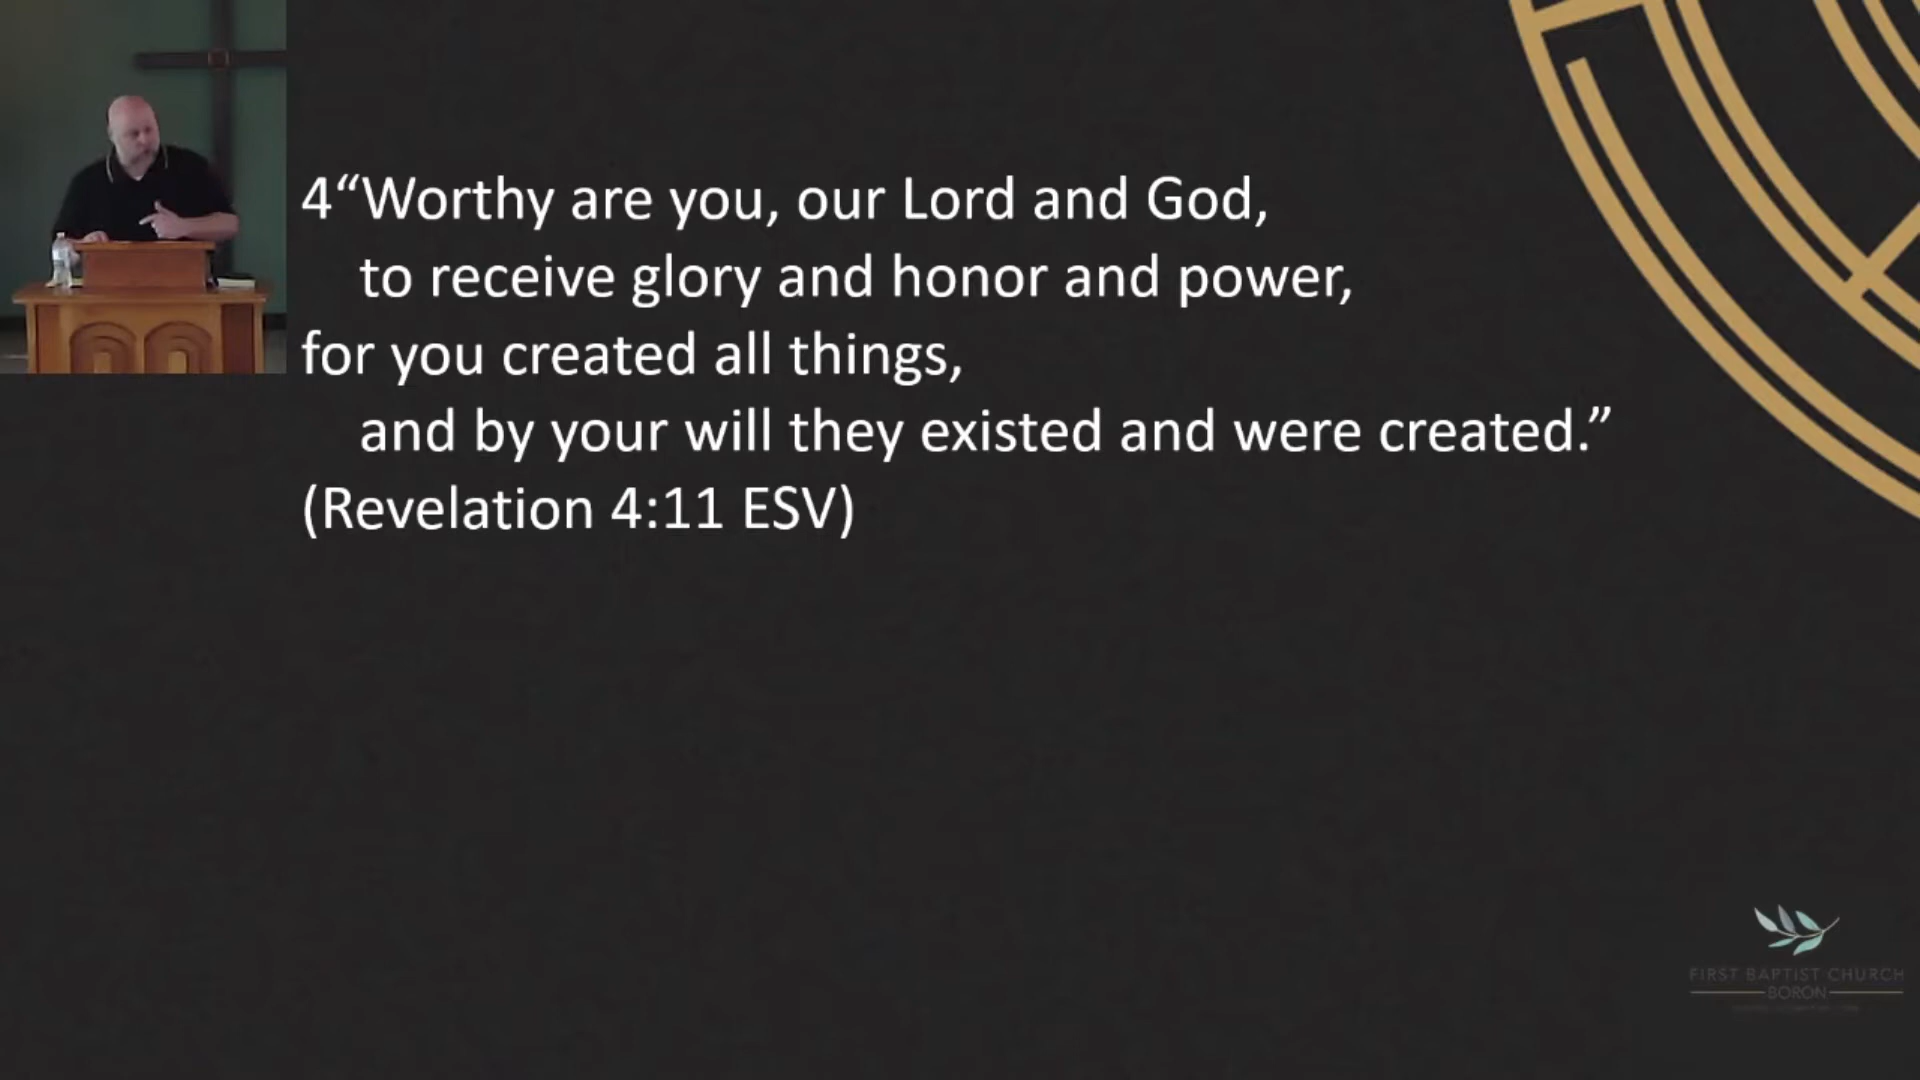 4“Worthy are you, our Lord and God,
to receive glory and honor and power,
for you created all things,
and by your will they existed and were created.”
(Revelation 4:11 ESV)
FIRST BAPTIST CHURCH
BORON